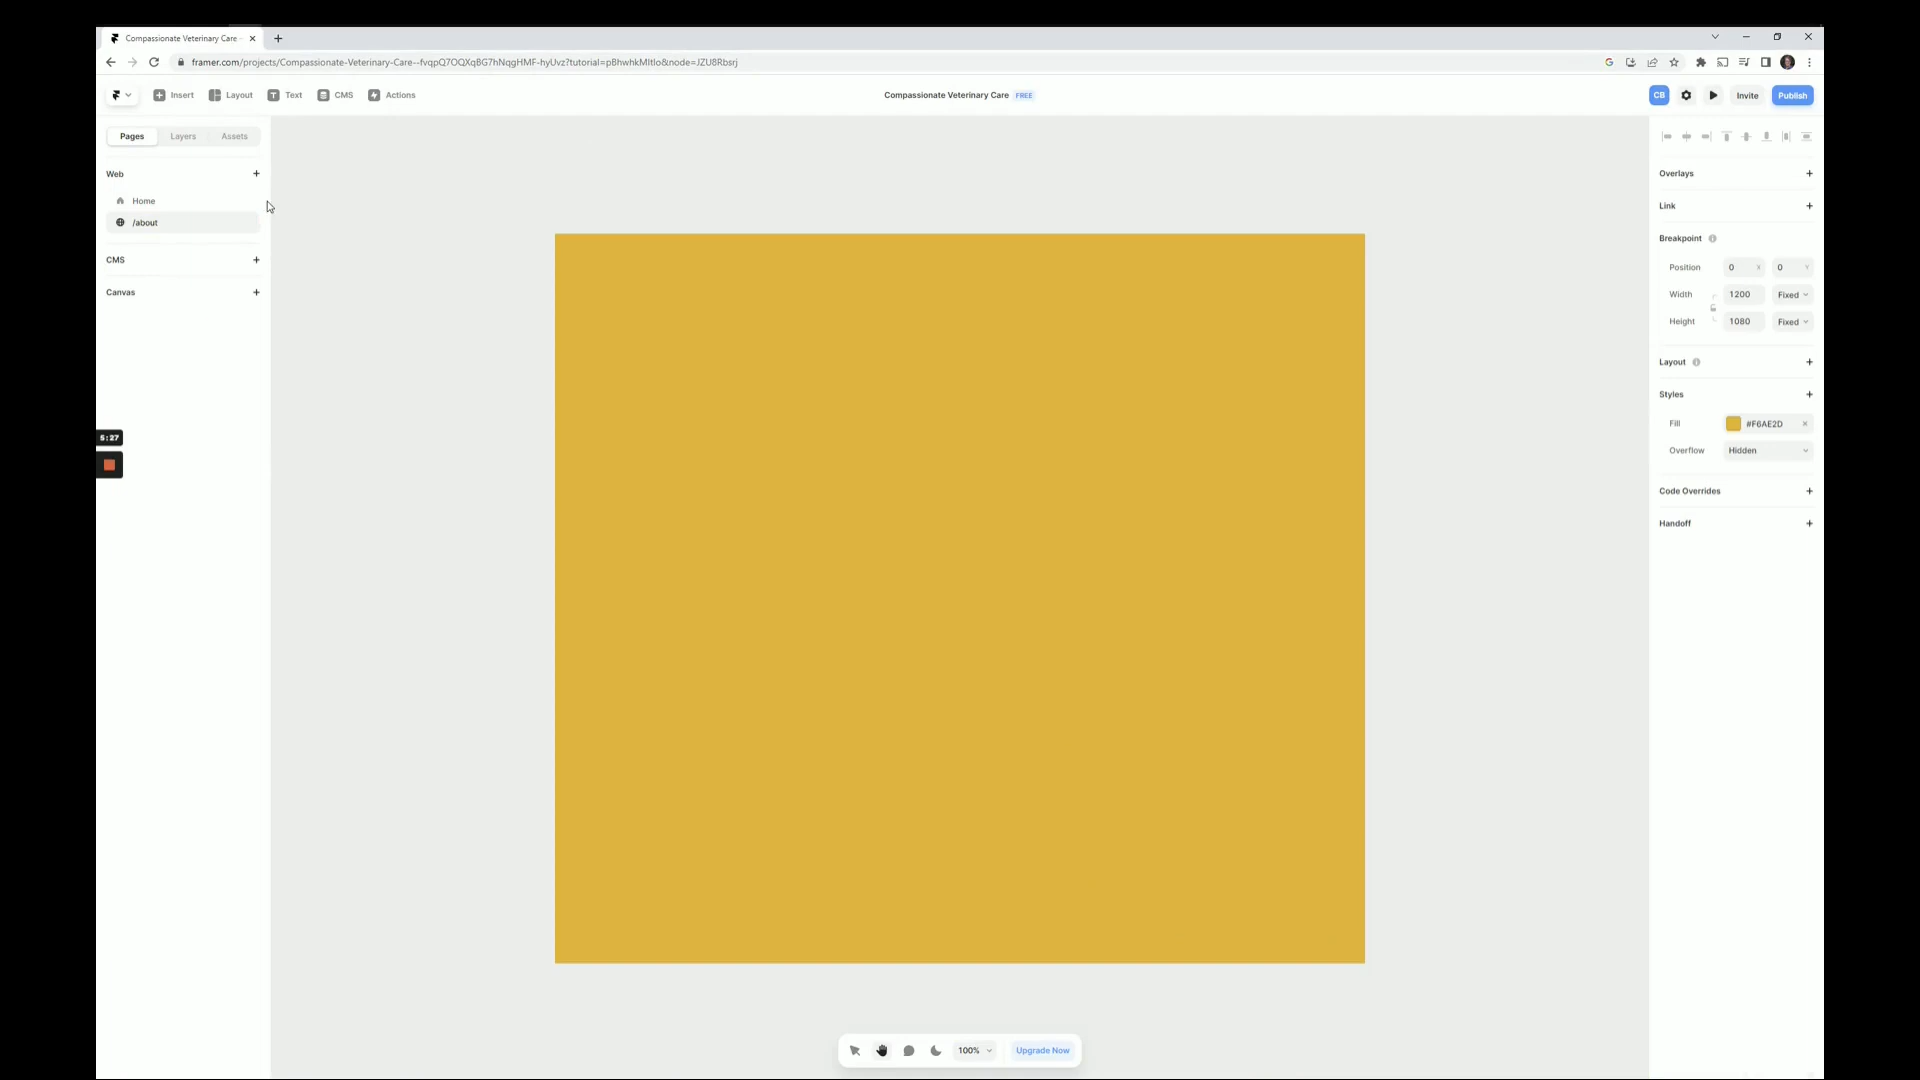 Compassionate Veterinary Care
framer.com/projects/Compassionate-Veterinary-Care--fvqpQ7OQXqBG7hNqgHMF-hyUvz?tutorial=pBhwhkMItlo&node=JZU8Rbsrj
Insert Layout Text CMS Actions
Compassionate Veterinary Care FREE
CB Invite Publish
Pages Layers Assets
Web
Home
/about
CMS
Canvas
5:27
Overlays
Link
Breakpoint
Position 0 X 0 Y
Width 1200 Fixed
Height 1080 Fixed
Layout
Styles
Fill #F6AE2D
Overflow Hidden
Code Overrides
Handoff
100% Upgrade Now